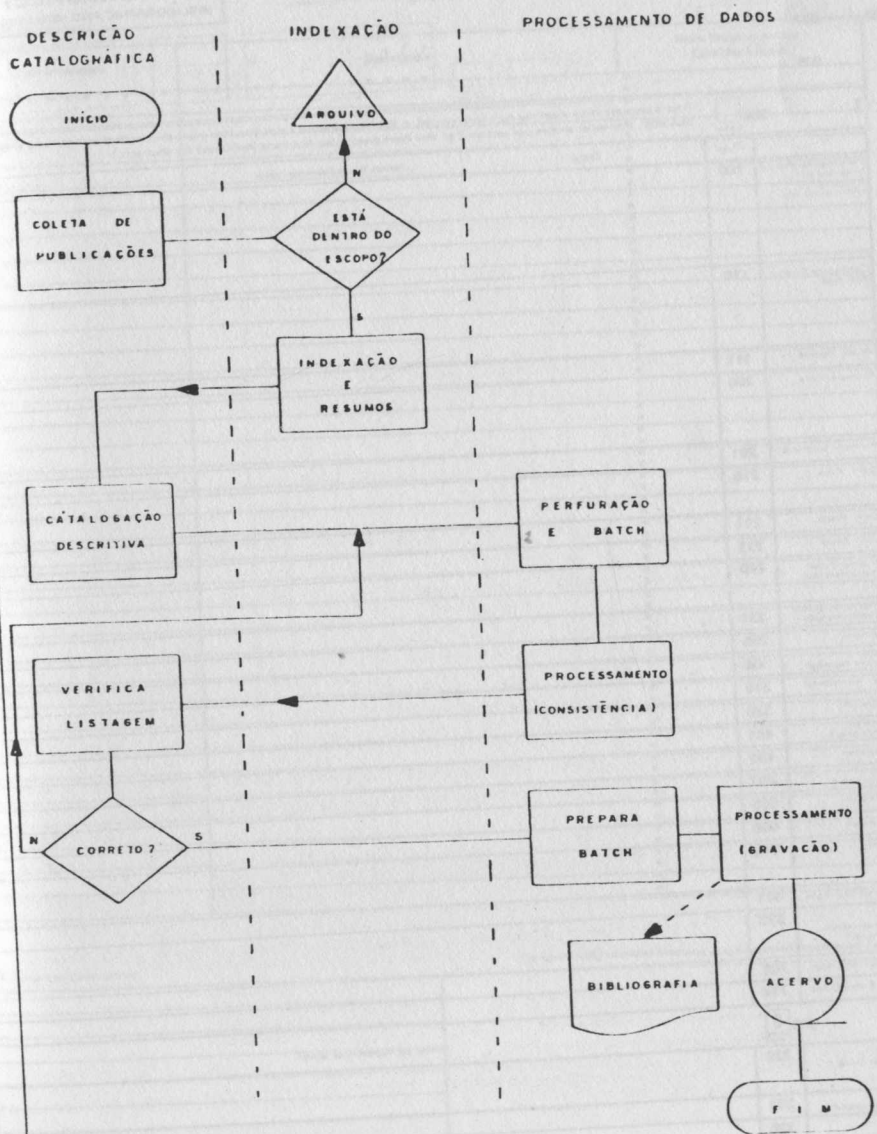 DESCRIÇÃO
CATALOGRÁFICA
INDEXAÇÃO
PROCESSAMENTO DE DADOS
INÍCIO
ARQUIVO
N
COLETA DE
PUBLICAÇÕES
ESTÁ
DENTRO DO
ESCOPO?
S
INDEXAÇÃO
E
RESUMOS
CATALOGAÇÃO
DESCRITIVA
PERFURAÇÃO
E BATCH
VERIFICA
LISTAGEM
PROCESSAMENTO
(CONSISTÊNCIA)
N
CORRETO?
S
PREPARA
BATCH
PROCESSAMENTO
(GRAVAÇÃO)
BIBLIOGRAFIA
ACERVO
FIM